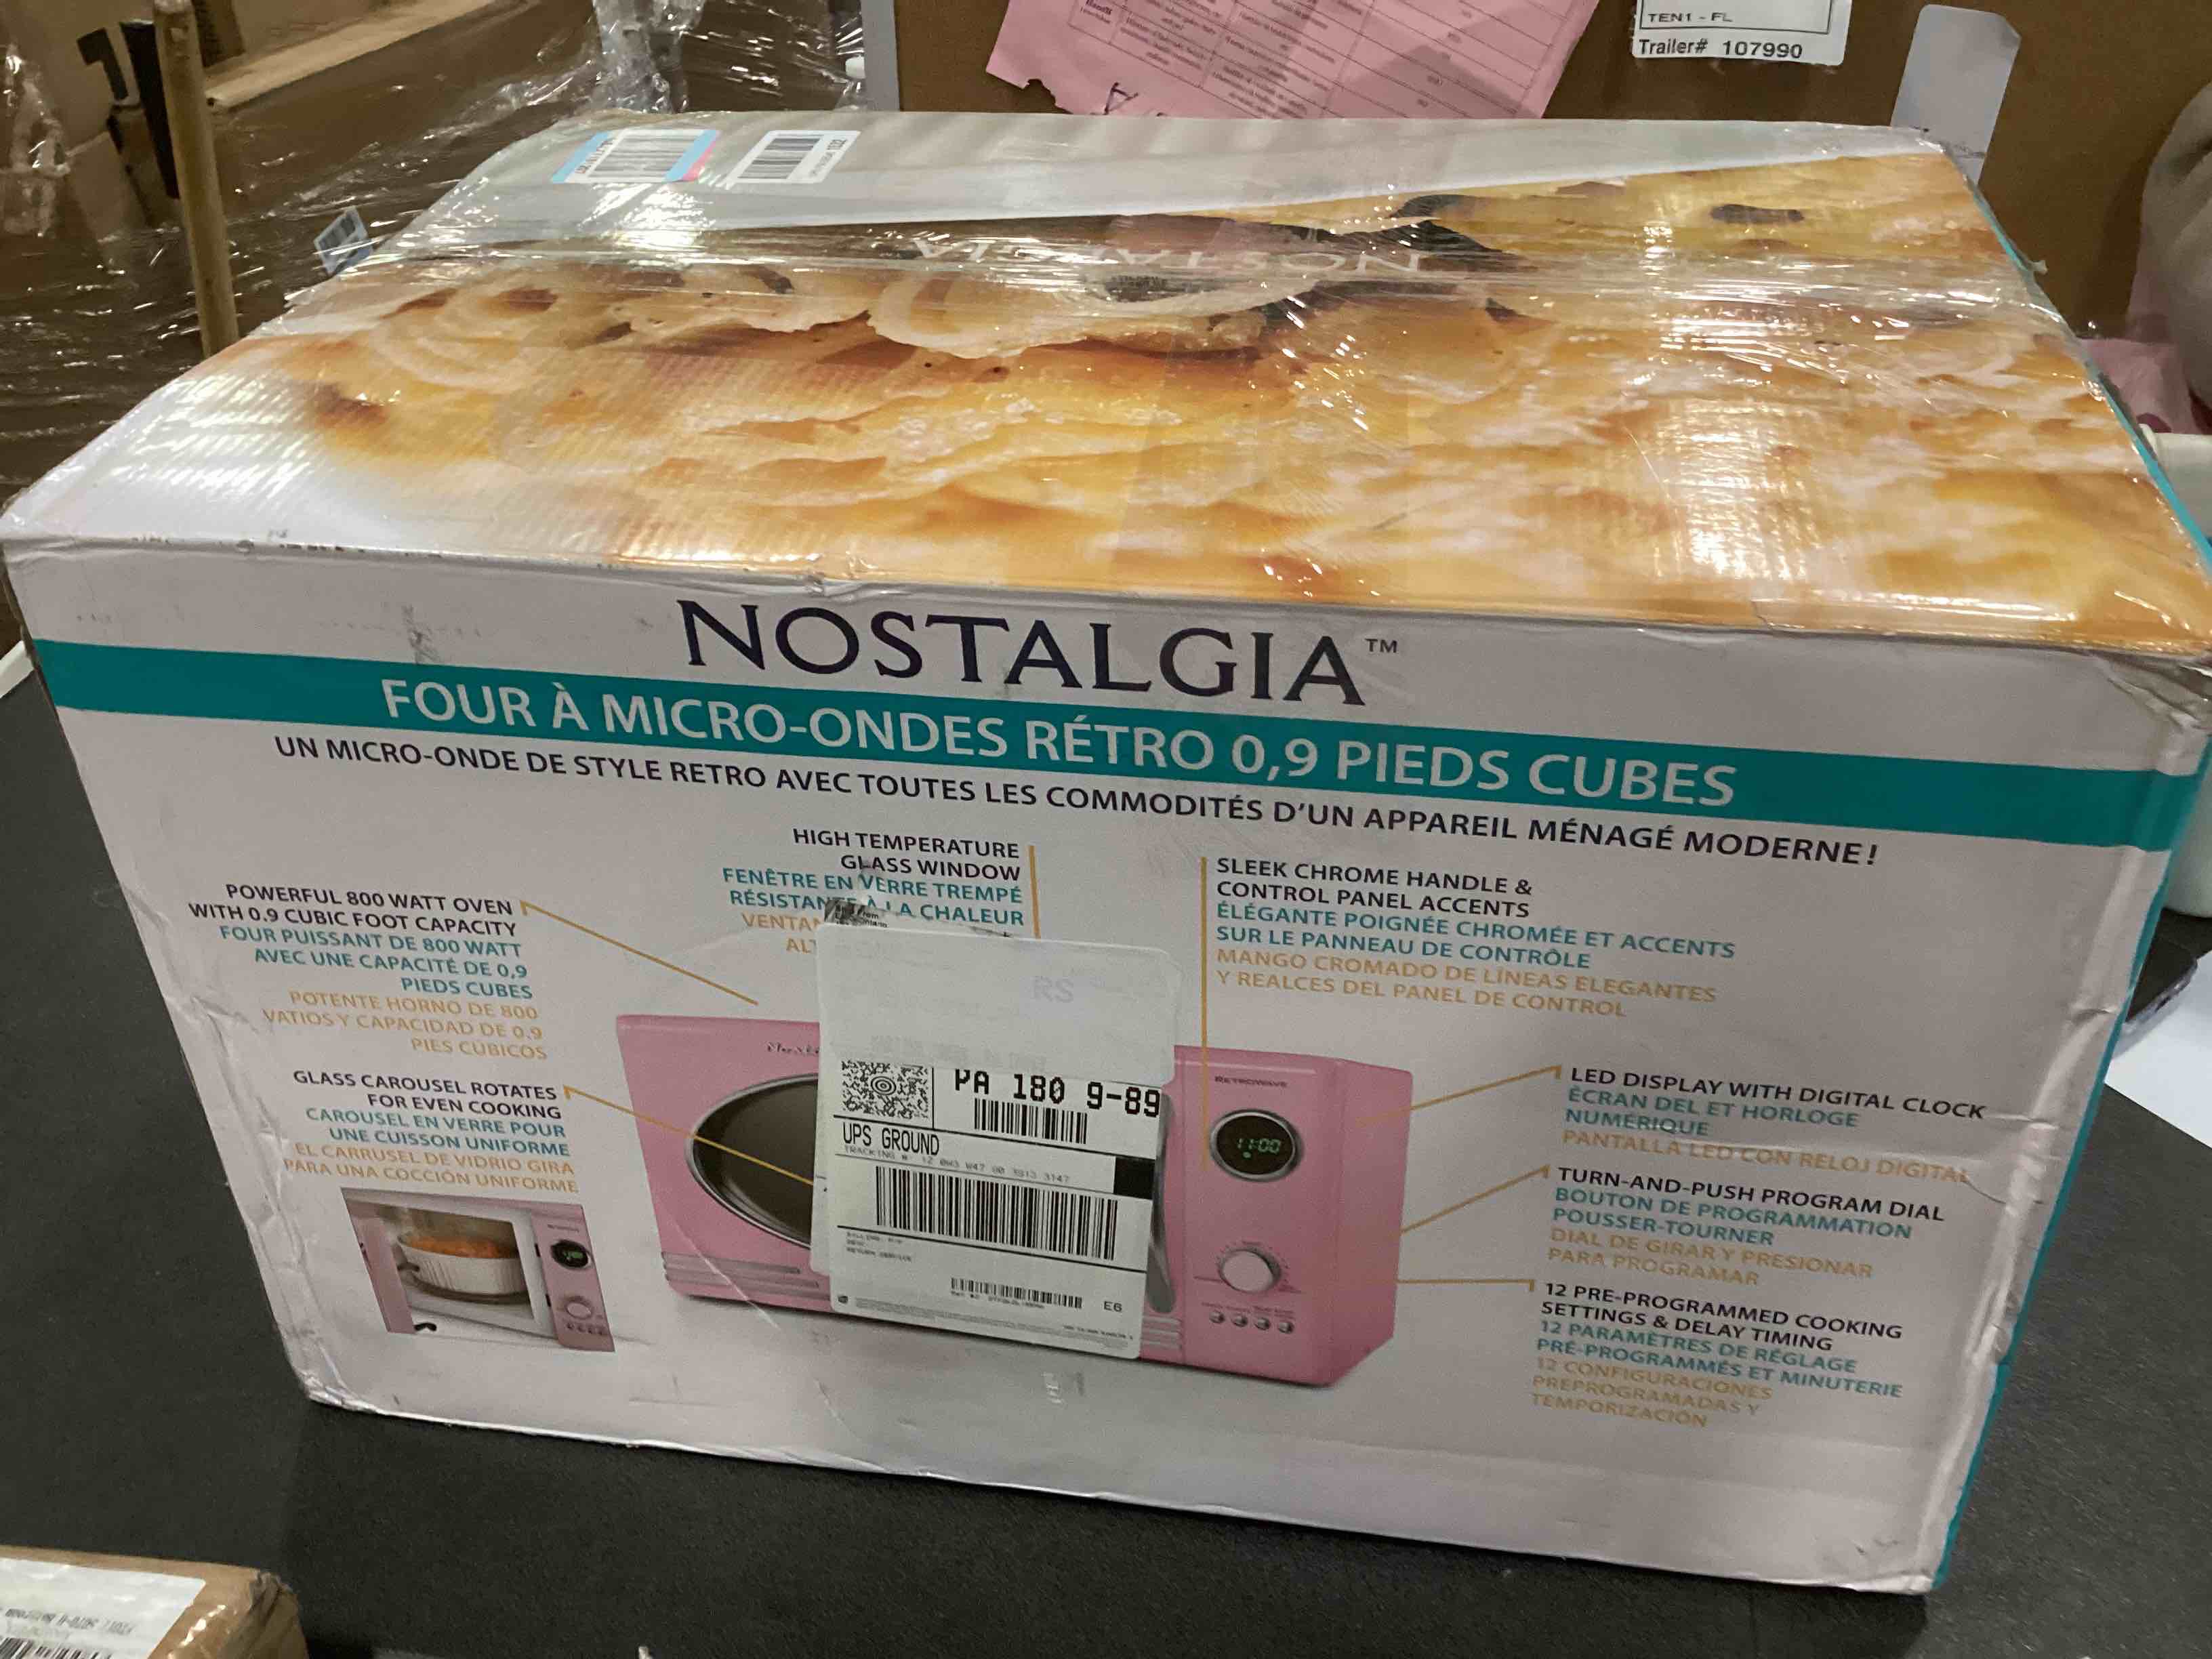 TEN1 - FL
Trailer# 107990
NOSTALGIA
NOSTALGIA™
FOUR À MICRO-ONDES RÉTRO 0,9 PIEDS CUBES
UN MICRO-ONDE DE STYLE RETRO AVEC TOUTES LES COMMODITÉS D'UN APPAREIL MÉNAGÉ MODERNE!
POWERFUL 800 WATT OVEN
WITH 0.9 CUBIC FOOT CAPACITY
FOUR PUISSANT DE 800 WATT
AVEC UNE CAPACITÉ DE 0,9
PIEDS CUBES
POTENTE HORNO DE 800
VATIOS Y CAPACIDAD DE 0.9
PIES CÚBICOS
GLASS CAROUSEL ROTATES
FOR EVEN COOKING
CAROUSEL EN VERRE POUR
UNE CUISSON UNIFORME
EL CARRUSEL DE VIDRIO GIRA
PARA UNA COCCIÓN UNIFORME
HIGH TEMPERATURE
GLASS WINDOW
FENÊTRE EN VERRE TREMPÉ
RÉSISTANTE À LA CHALEUR
SLEEK CHROME HANDLE &
CONTROL PANEL ACCENTS
ÉLÉGANTE POIGNÉE CHROMÉE ET ACCENTS
SUR LE PANNEAU DE CONTRÔLE
MANGO CROMADO DE LÍNEAS ELEGANTES
Y REALCES DEL PANEL DE CONTROL
RS
PA 180 9-89
UPS GROUND
RETURN SERVICE
E6
RETROWAVE
11:00
LED DISPLAY WITH DIGITAL CLOCK
ÉCRAN DEL ET HORLOGE
NUMÉRIQUE
PANTALLA LED CON RELOJ DIGITAL
TURN-AND-PUSH PROGRAM DIAL
BOUTON DE PROGRAMMATION
POUSSER-TOURNER
DIAL DE GIRAR Y PRESIONAR
PARA PROGRAMAR
12 PRE-PROGRAMMED COOKING
SETTINGS & DELAY TIMING
12 PARAMÈTRES DE RÉGLAGE
PRÉ-PROGRAMMÉS ET MINUTERIE
12 CONFIGURACIONES
PREPROGRAMADAS Y
TEMPORIZACIÓN